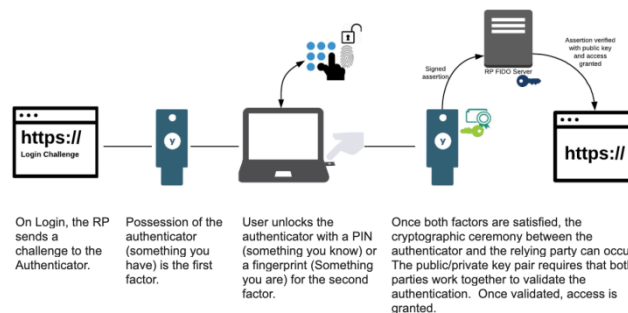 Signed
assertion
RP FIDO Server
Assertion verified
with public key
and access
granted
https://
Login Challenge
y
y
https://
On Login, the RP
sends a
challenge to the
Authenticator.
Possession of the
authenticator
(something you
have) is the first
factor.
User unlocks the
authenticator with a PIN
(something you know) or
a fingerprint (Something
you are) for the second
factor.
Once both factors are satisfied, the
cryptographic ceremony between the
authenticator and the relying party can occu
The public/private key pair requires that both
parties work together to validate the
authentication. Once validated, access is
granted.